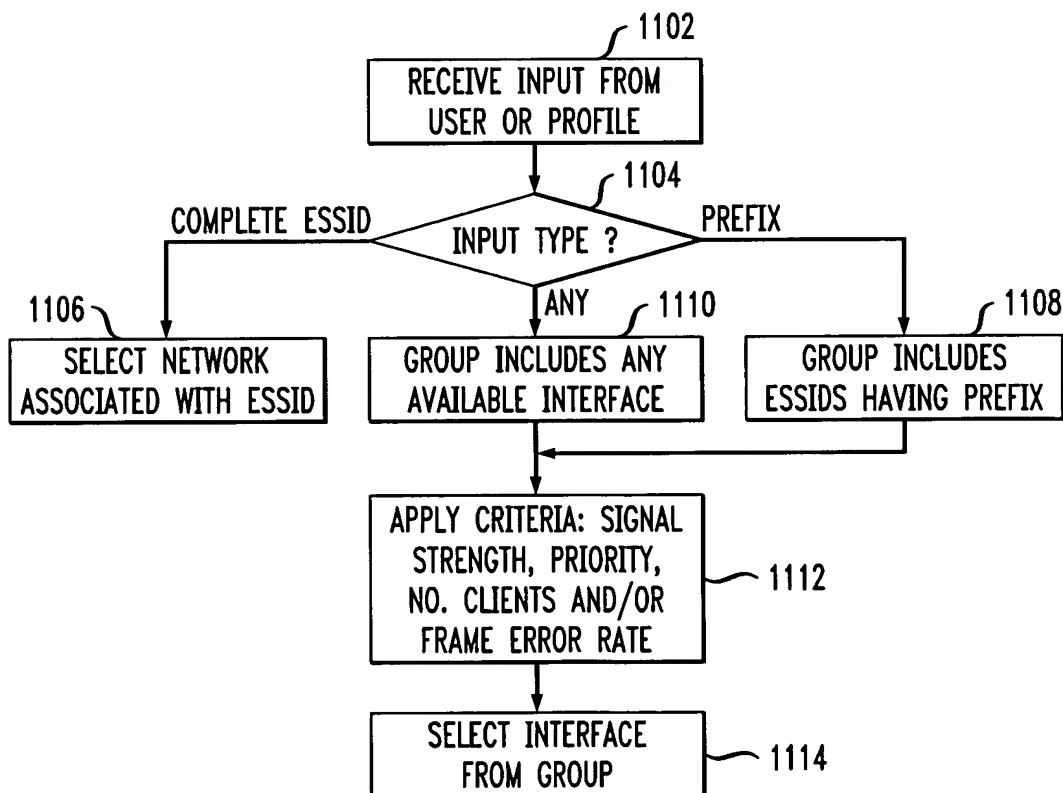 1102
RECEIVE INPUT FROM
USER OR PROFILE
1104
COMPLETE ESSID
INPUT TYPE ?
PREFIX
ANY
1106
SELECT NETWORK
ASSOCIATED WITH ESSID
1110
GROUP INCLUDES ANY
AVAILABLE INTERFACE
1108
GROUP INCLUDES
ESSIDS HAVING PREFIX
APPLY CRITERIA: SIGNAL
STRENGTH, PRIORITY,
NO. CLIENTS AND/OR
FRAME ERROR RATE
1112
SELECT INTERFACE
FROM GROUP
1114